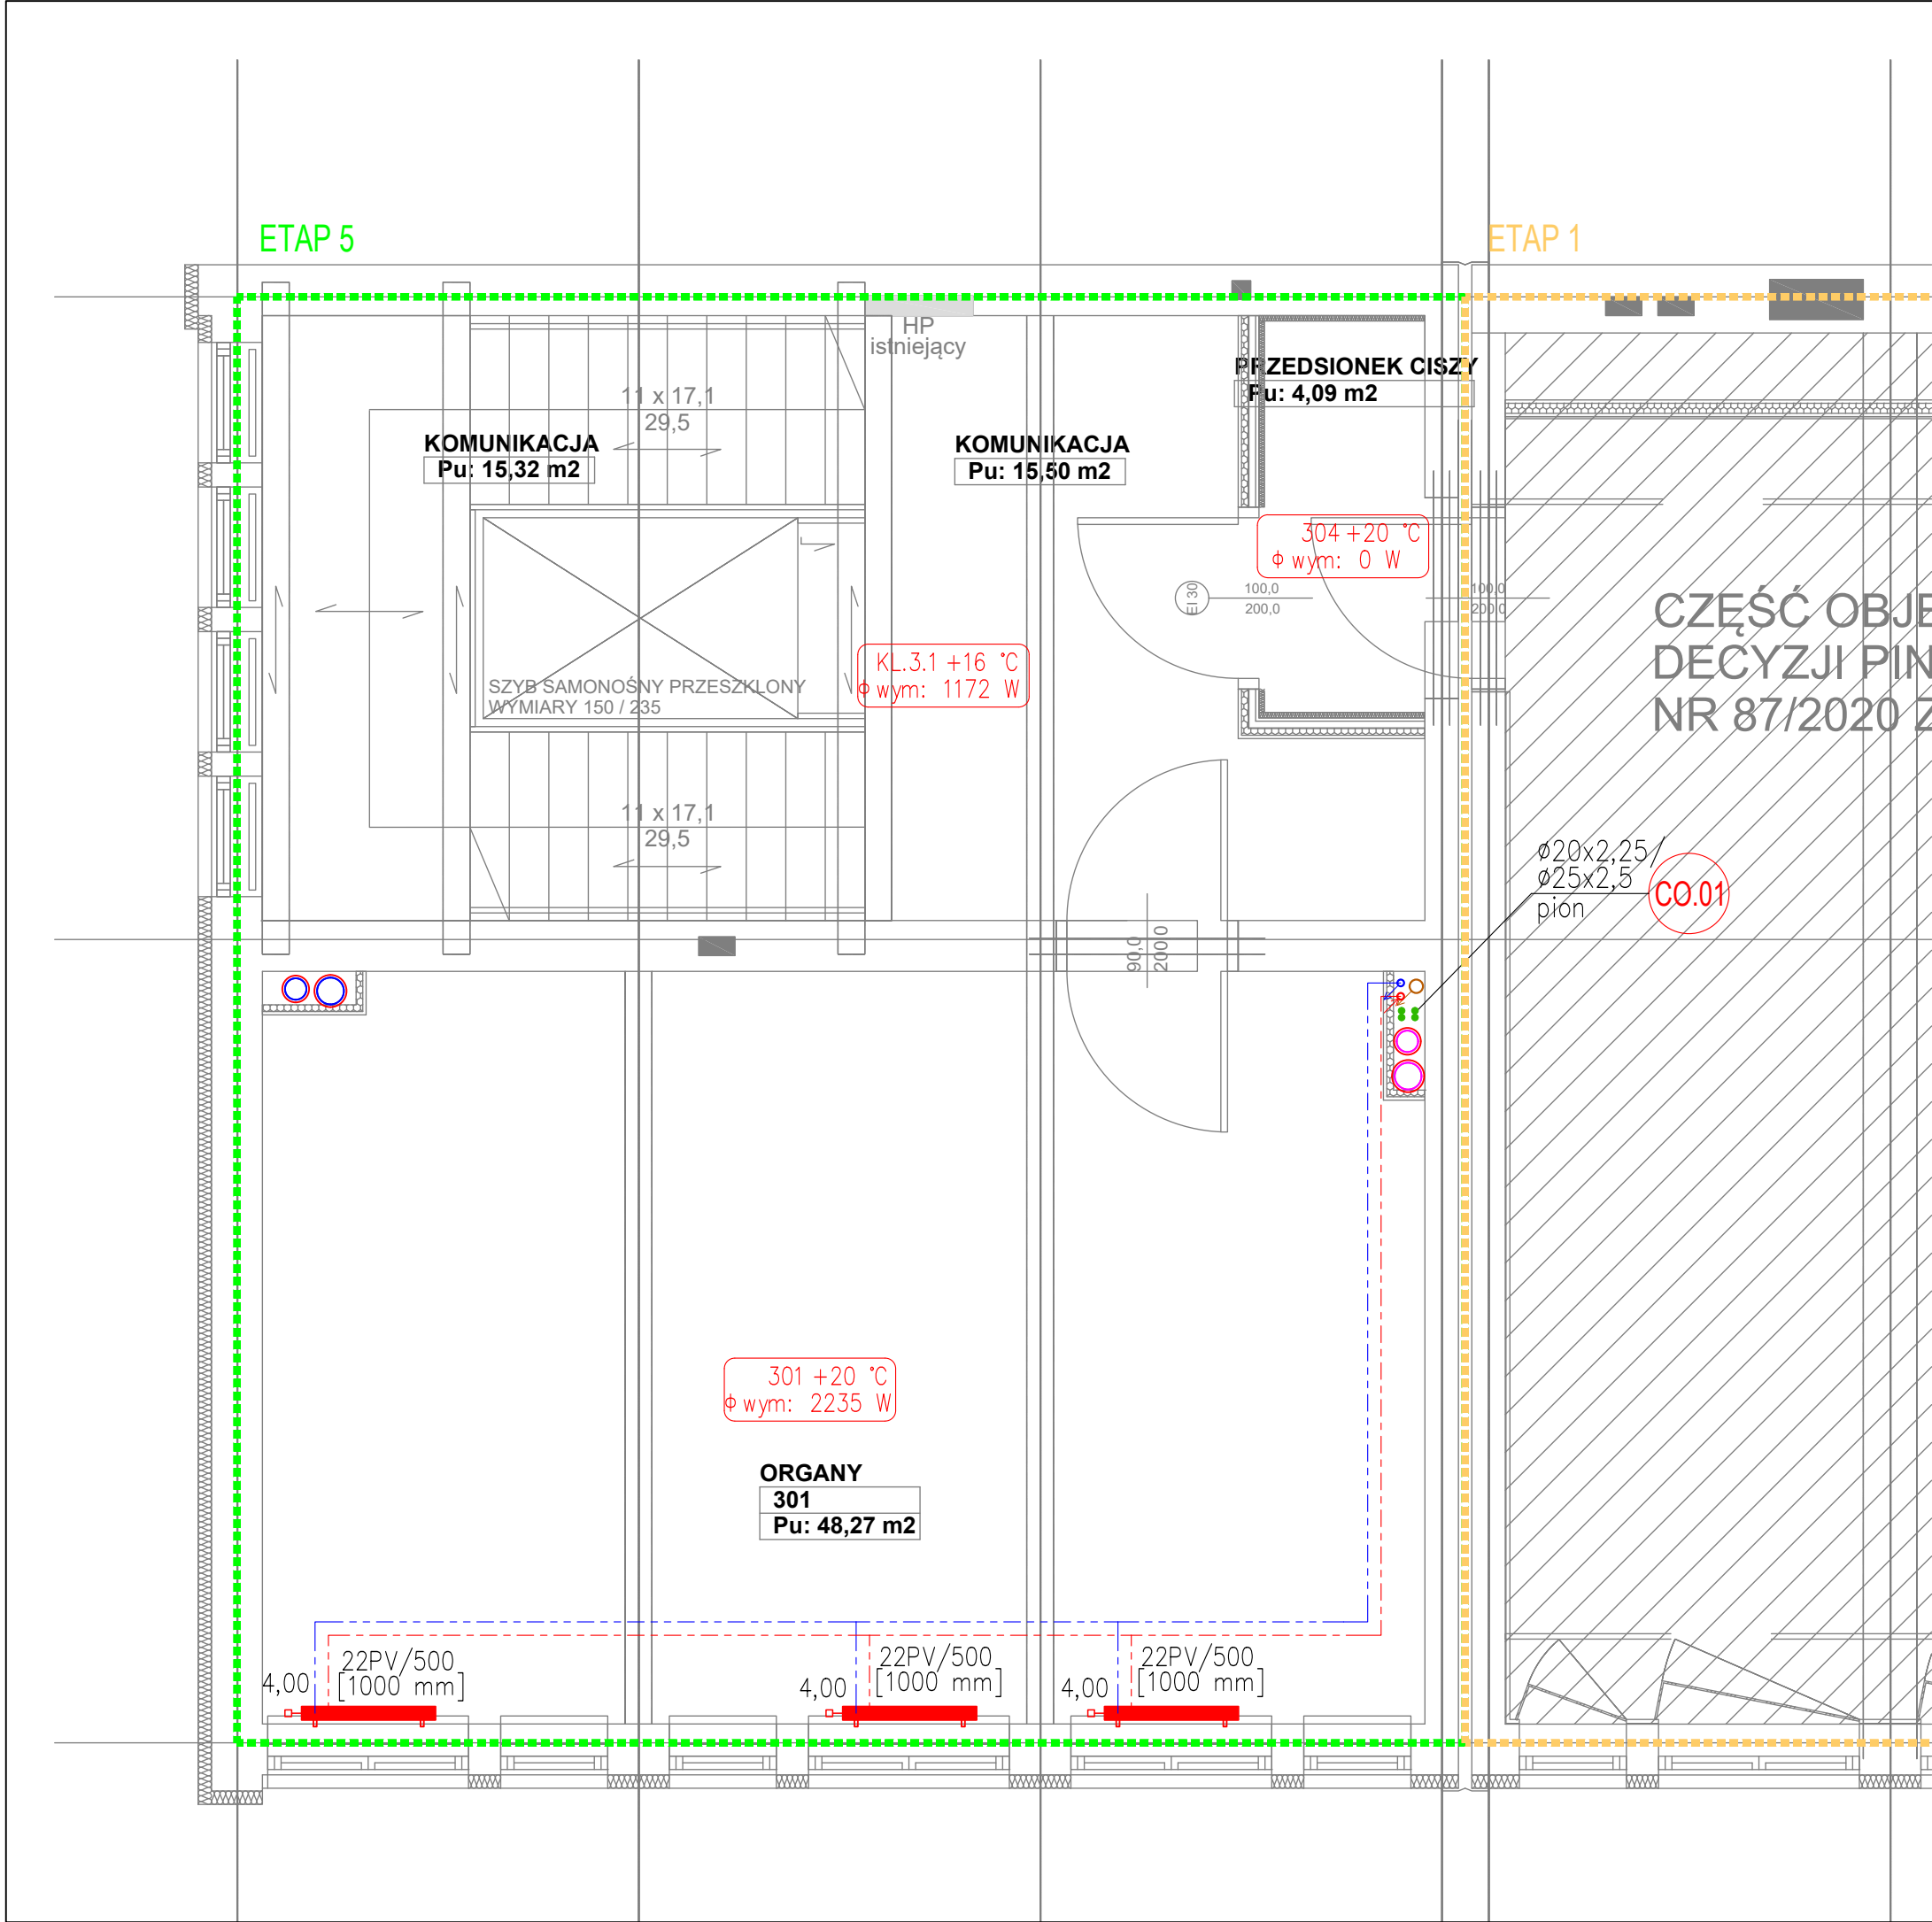 ETAP 5
ETAP 1
HP
istniejący
PRZEDSIONEK CISZY
Pu: 4,09 m2
11 x 17,1
29,5
KOMUNIKACJA
Pu: 15,32 m2
KOMUNIKACJA
Pu: 15,50 m2
304 +20 °C
ϕ wym: 0 W
EI 30
100,0
200,0
100,0
200,0
CZĘŚĆ OBJE
DECYZJI PIN
NR 87/2020 Z
KL.3.1 +16 °C
ϕ wym: 1172 W
SZYB SAMONOŚNY PRZESZKLONY
WYMIARY 150 / 235
11 x 17,1
29,5
ø20x2,25/
ø25x2,5
pion
CO.01
90,0
200,0
301 +20 °C
ϕ wym: 2235 W
ORGANY
301
Pu: 48,27 m2
4,00
22PV/500
[1000 mm]
4,00
22PV/500
[1000 mm]
4,00
22PV/500
[1000 mm]